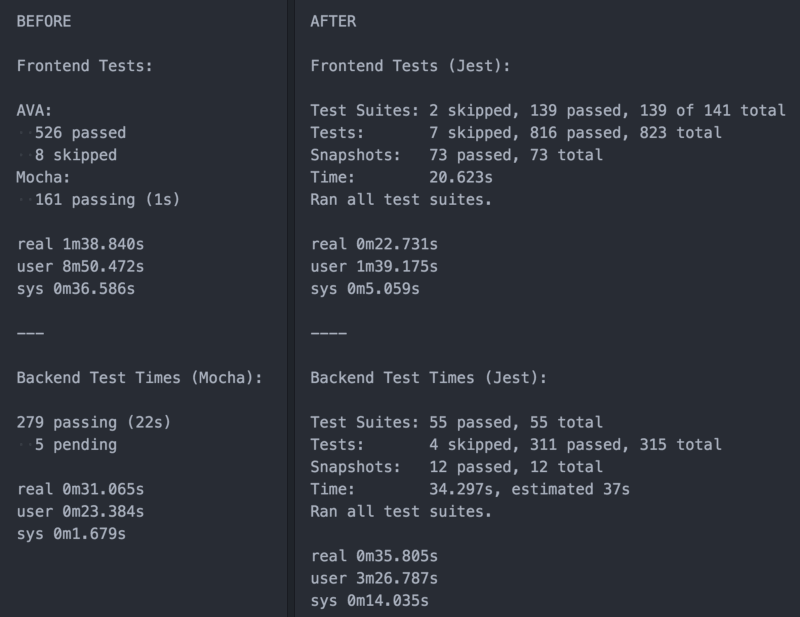 BEFORE

Frontend Tests:

AVA:
  526 passed
  8 skipped
Mocha:
  161 passing (1s)

real 1m38.840s
user 8m50.472s
sys 0m36.586s

---

Backend Test Times (Mocha):

279 passing (22s)
  5 pending

real 0m31.065s
user 0m23.384s
sys 0m1.679s

AFTER

Frontend Tests (Jest):

Test Suites: 2 skipped, 139 passed, 139 of 141 total
Tests:       7 skipped, 816 passed, 823 total
Snapshots:   73 passed, 73 total
Time:        20.623s
Ran all test suites.

real 0m22.731s
user 1m39.175s
sys 0m5.059s

----

Backend Test Times (Jest):

Test Suites: 55 passed, 55 total
Tests:       4 skipped, 311 passed, 315 total
Snapshots:   12 passed, 12 total
Time:        34.297s, estimated 37s
Ran all test suites.

real 0m35.805s
user 3m26.787s
sys 0m14.035s